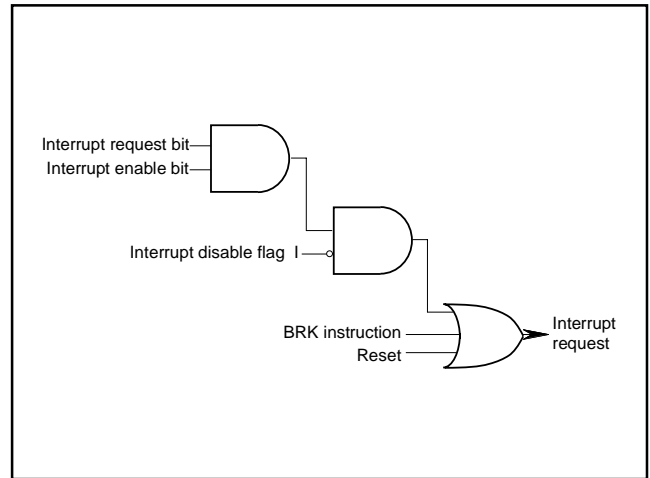 Interrupt request bit
Interrupt enable bit
Interrupt disable flag I
BRK instruction
Reset
Interrupt
request